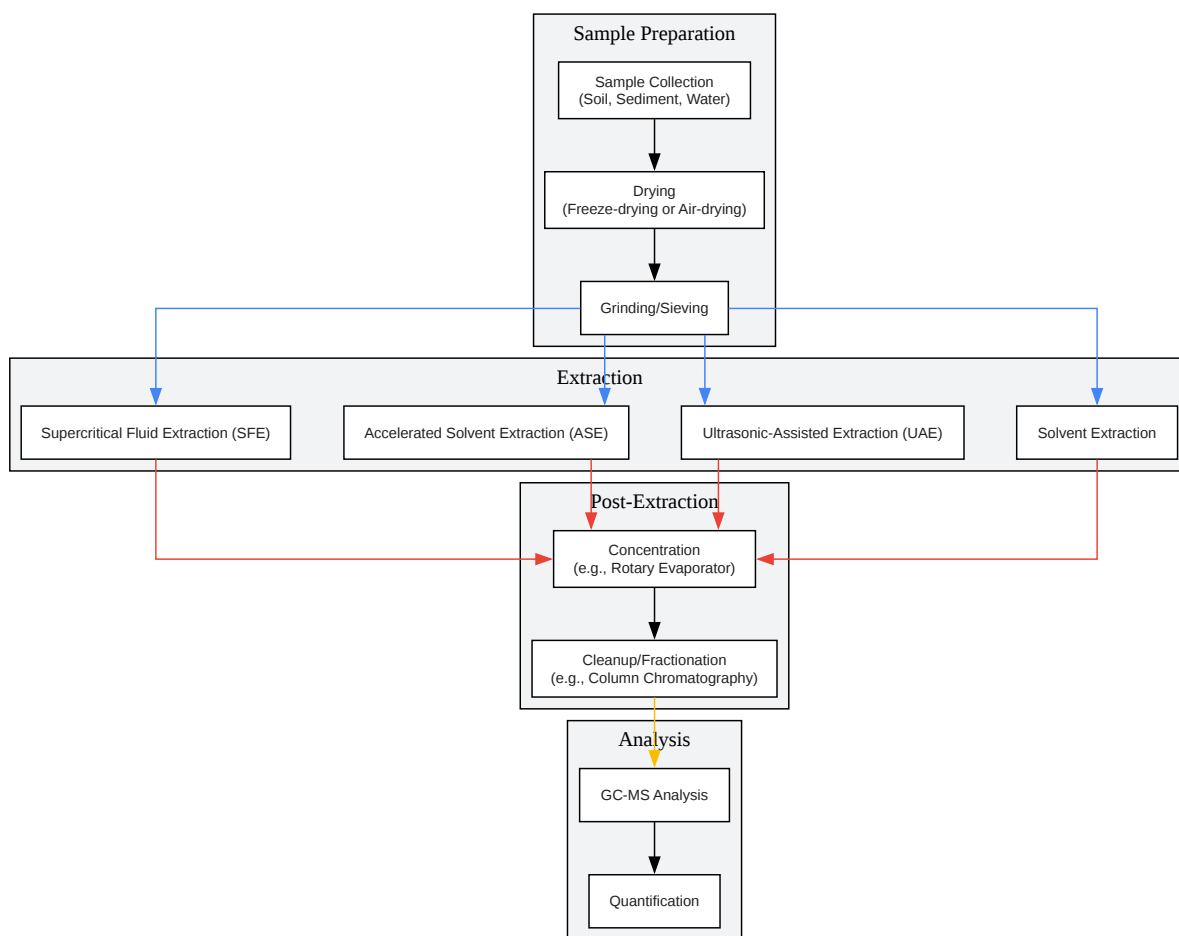 Sample Preparation
Sample Collection
(Soil, Sediment, Water)
Drying
(Freeze-drying or Air-drying)
Grinding/Sieving
Extraction
Supercritical Fluid Extraction (SFE)
Accelerated Solvent Extraction (ASE)
Ultrasonic-Assisted Extraction (UAE)
Solvent Extraction
Post-Extraction
Concentration
(e.g., Rotary Evaporator)
Cleanup/Fractionation
(e.g., Column Chromatography)
Analysis
GC-MS Analysis
Quantification